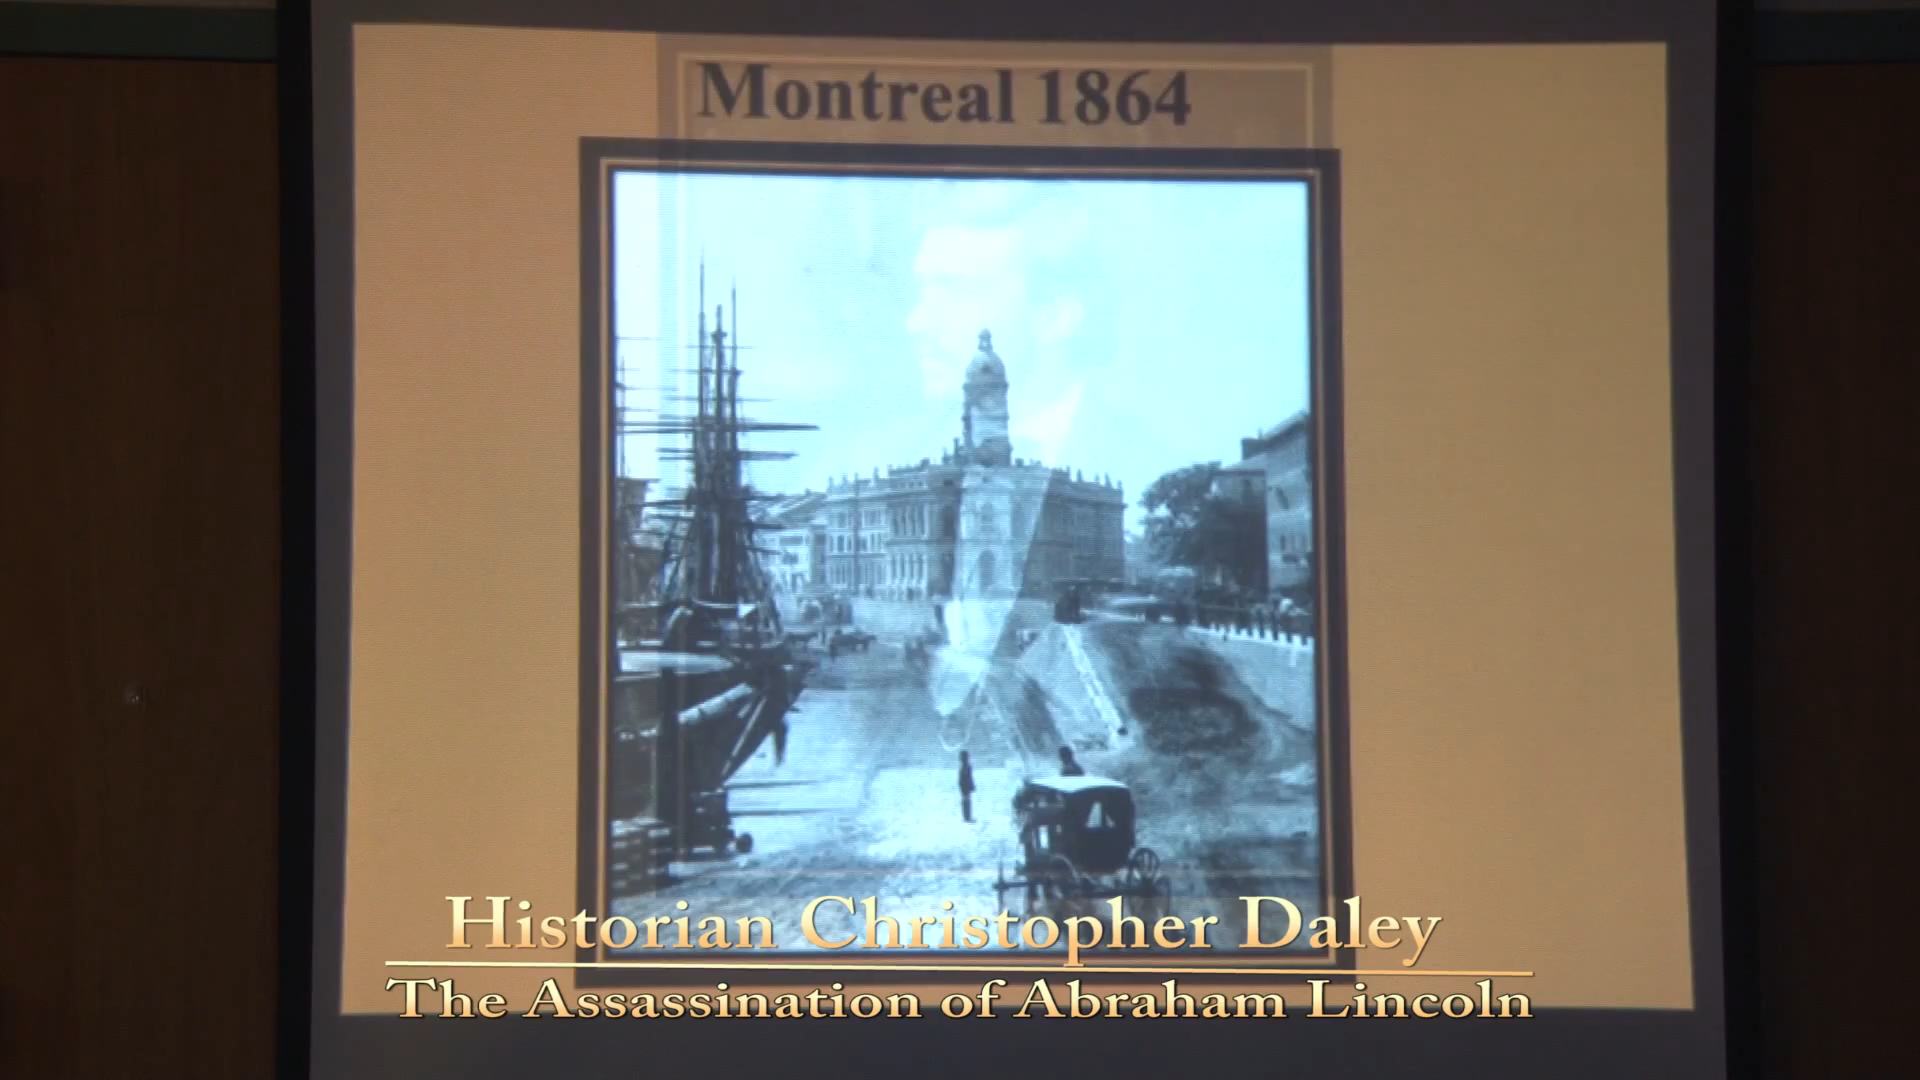 Montreal 1864
Historian Christopher Daley
The Assassination of Abraham Lincoln